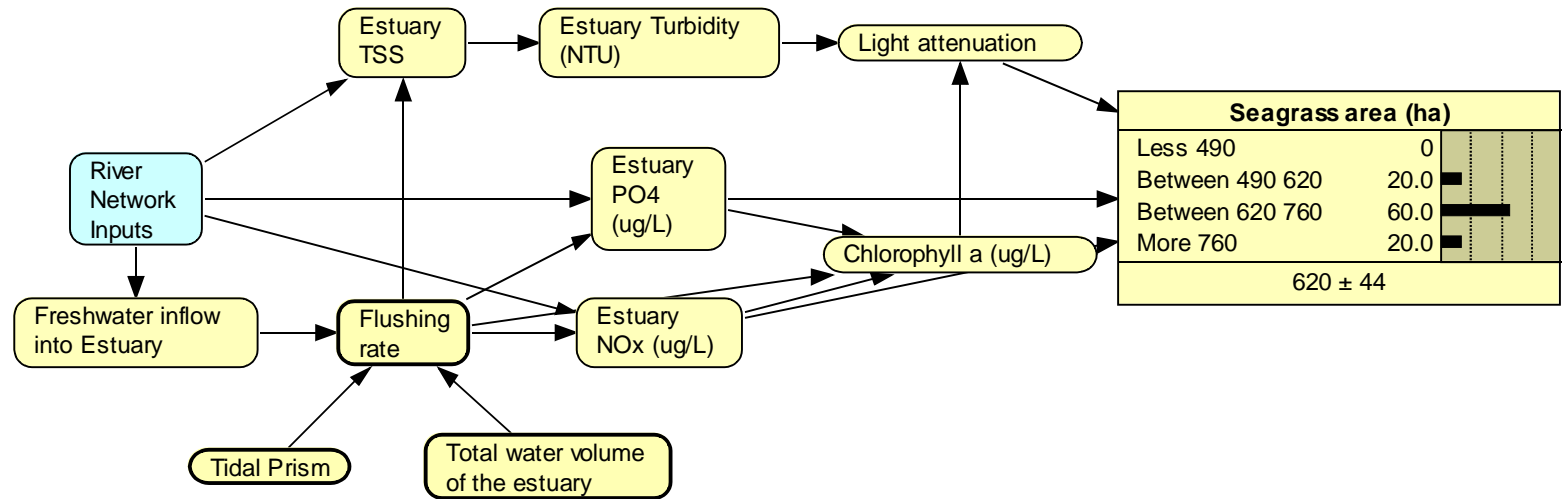 Estuary
TSS
Estuary Turbidity
(NTU)
Light attenuation
Seagrass area (ha)
Less 490 0
Between 490 620 20.0
Between 620 760 60.0
More 760 20.0
620 ± 44
River
Network
Inputs
Estuary
PO4
(ug/L)
Chlorophyll a (ug/L)
Freshwater inflow
into Estuary
Flushing
rate
Estuary
NOx (ug/L)
Tidal Prism
Total water volume
of the estuary